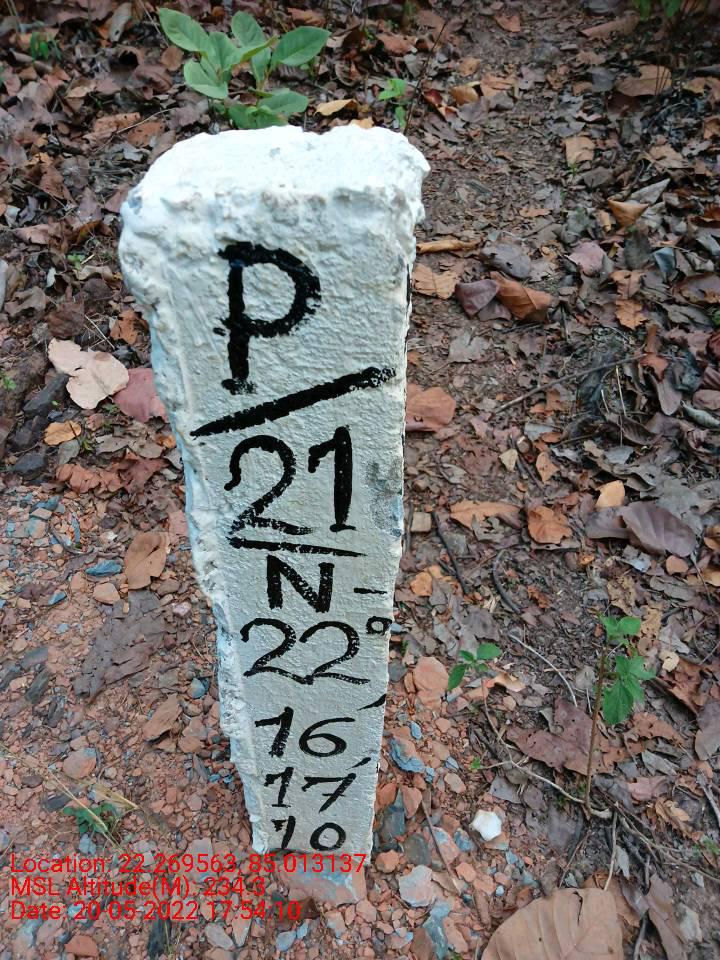 P
21
N-
22°
16'
17'
10
Location: 22.269563, 85.013137
MSL Altitude(M): 234.3
Date: 20-05-2022 17:54:10